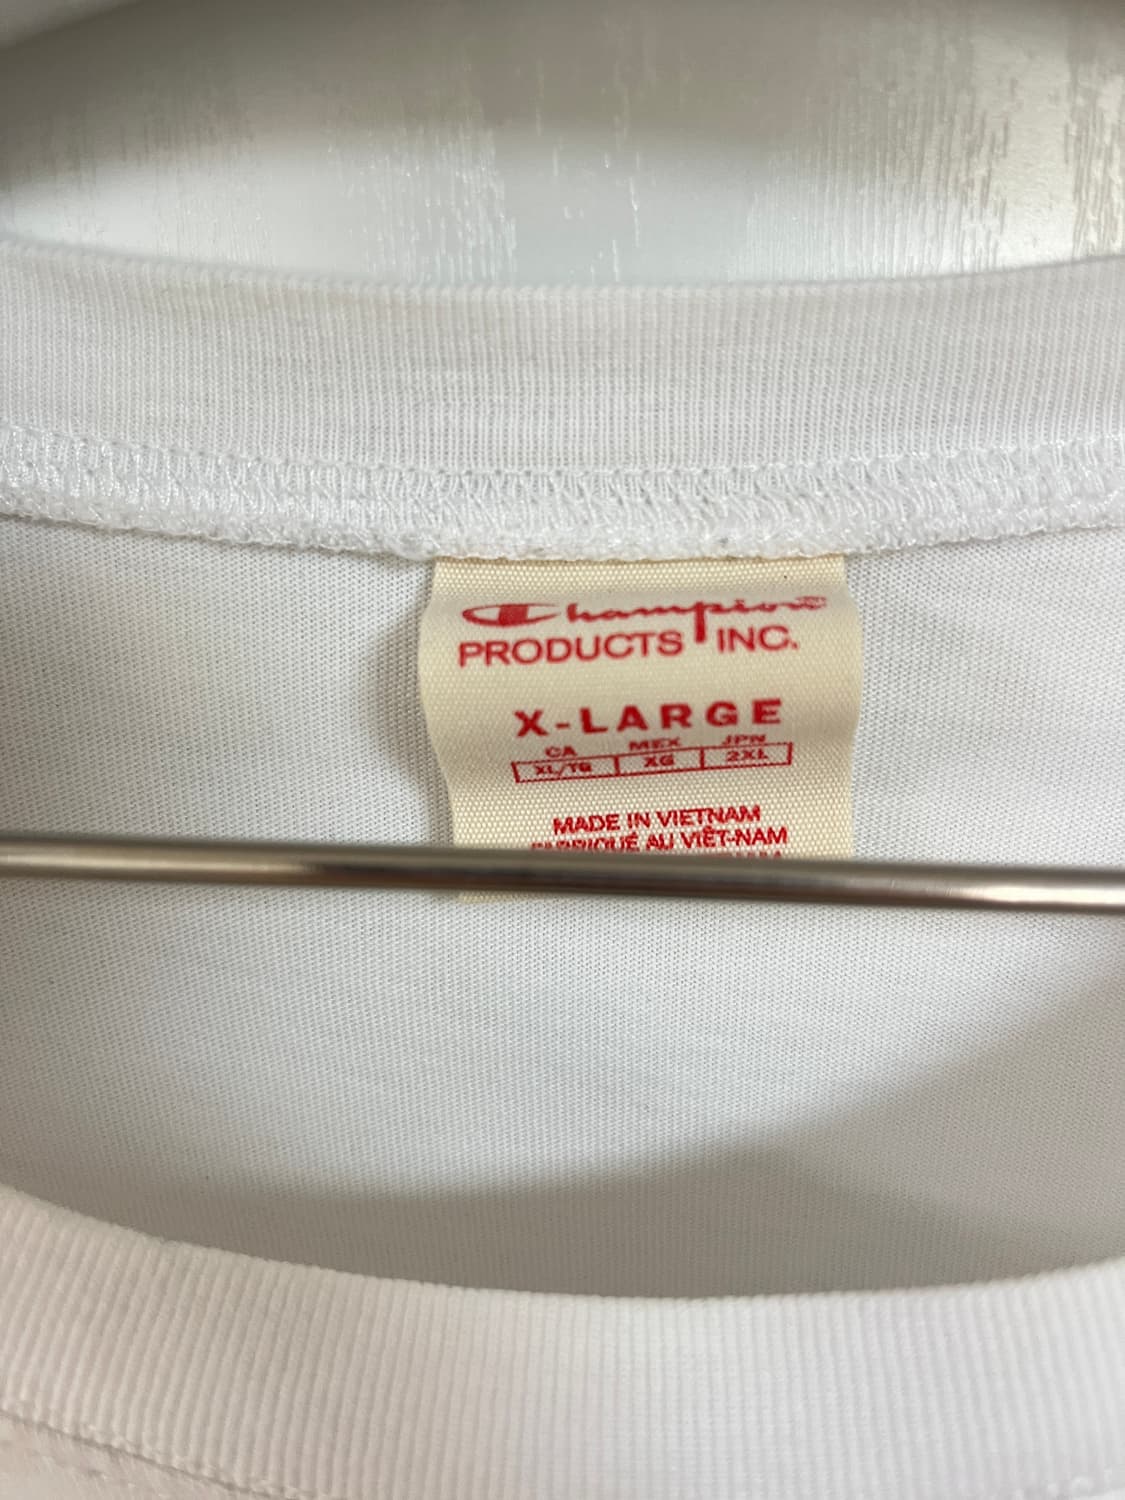 Champion
PRODUCTS INC.
X-LARGE
CA MEX JPN
XL/TG XG 2XL
MADE IN VIETNAM
FABRIQUÉ AU VIÊT-NAM